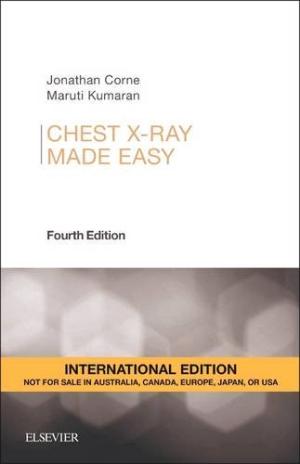 Jonathan Corne
Maruti Kumaran
CHEST X-RAY
MADE EASY
Fourth Edition
INTERNATIONAL EDITION
NOT FOR SALE IN AUSTRALIA, CANADA, EUROPE, JAPAN, OR USA
ELSEVIER